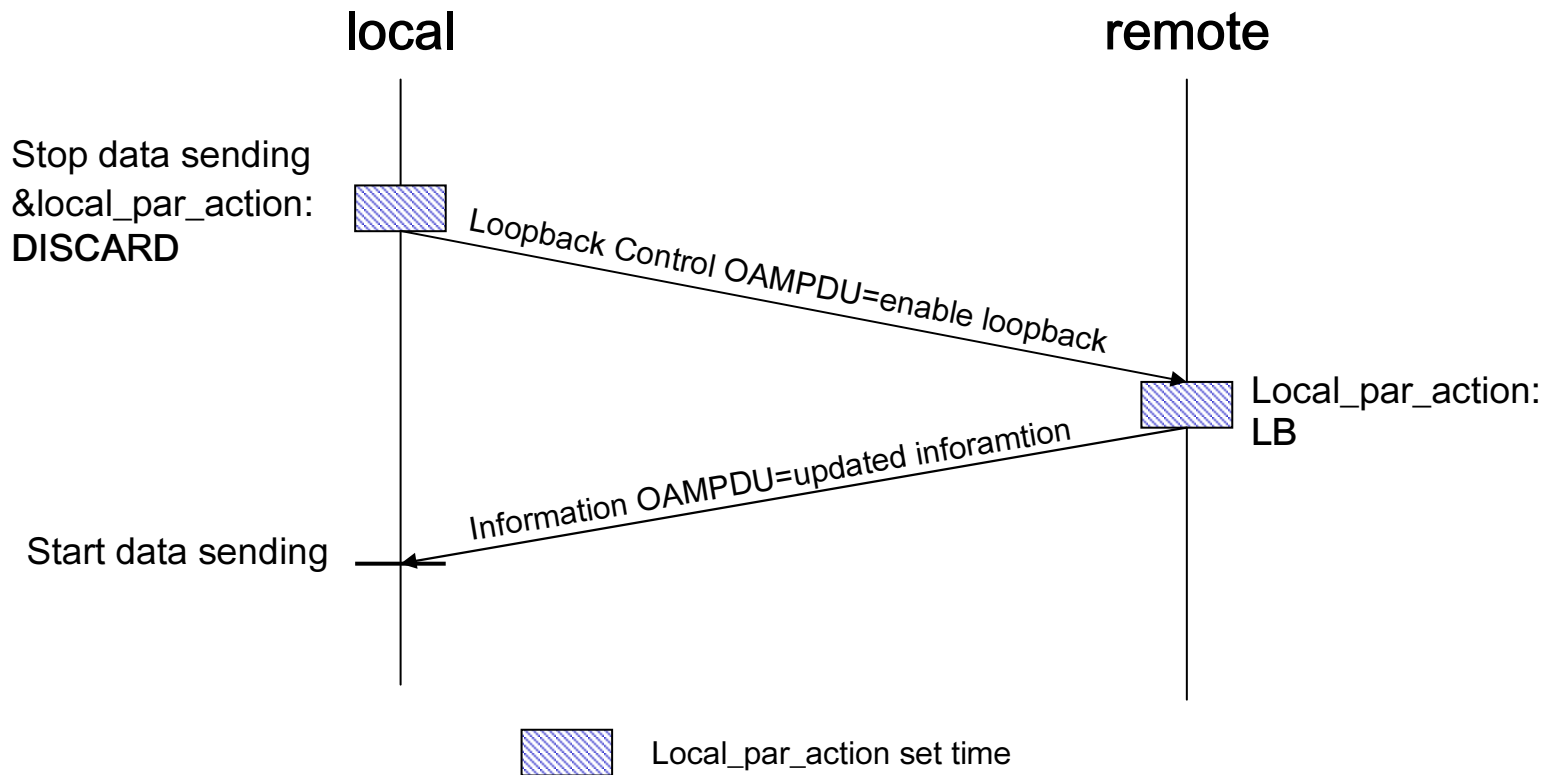 local
remote
Stop data sending
&local_par_action:
DISCARD
Loopback Control OAMPDU=enable loopback
Local_par_action:
LB
Information OAMPDU=updated inforamtion
Start data sending
Local_par_action set time